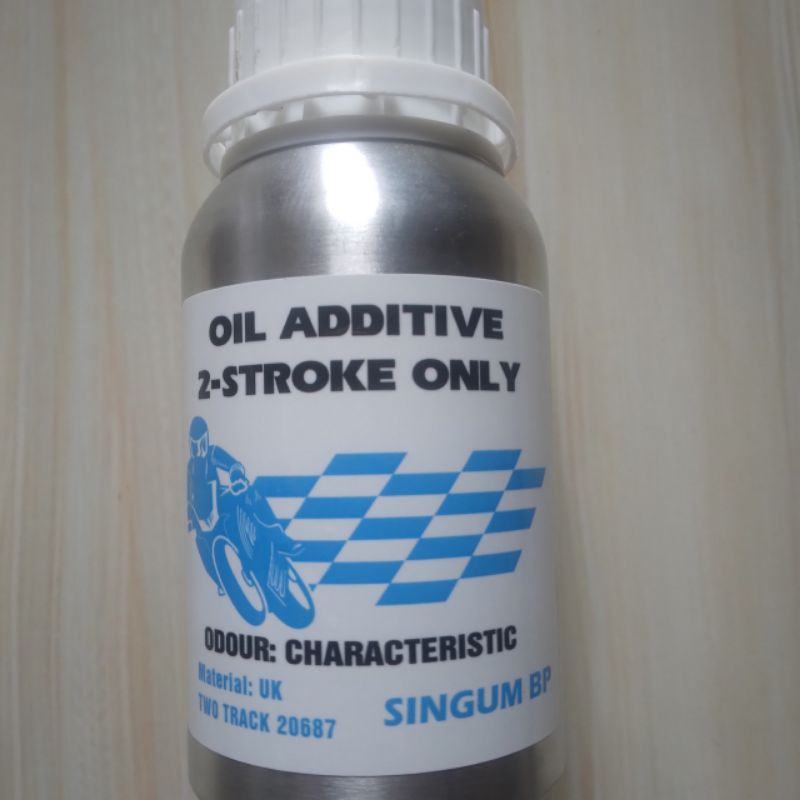 OIL ADDITIVE
2-STROKE ONLY
ODOUR: CHARACTERISTIC
Material: UK
TWO TRACK 20687
SINGUM BP